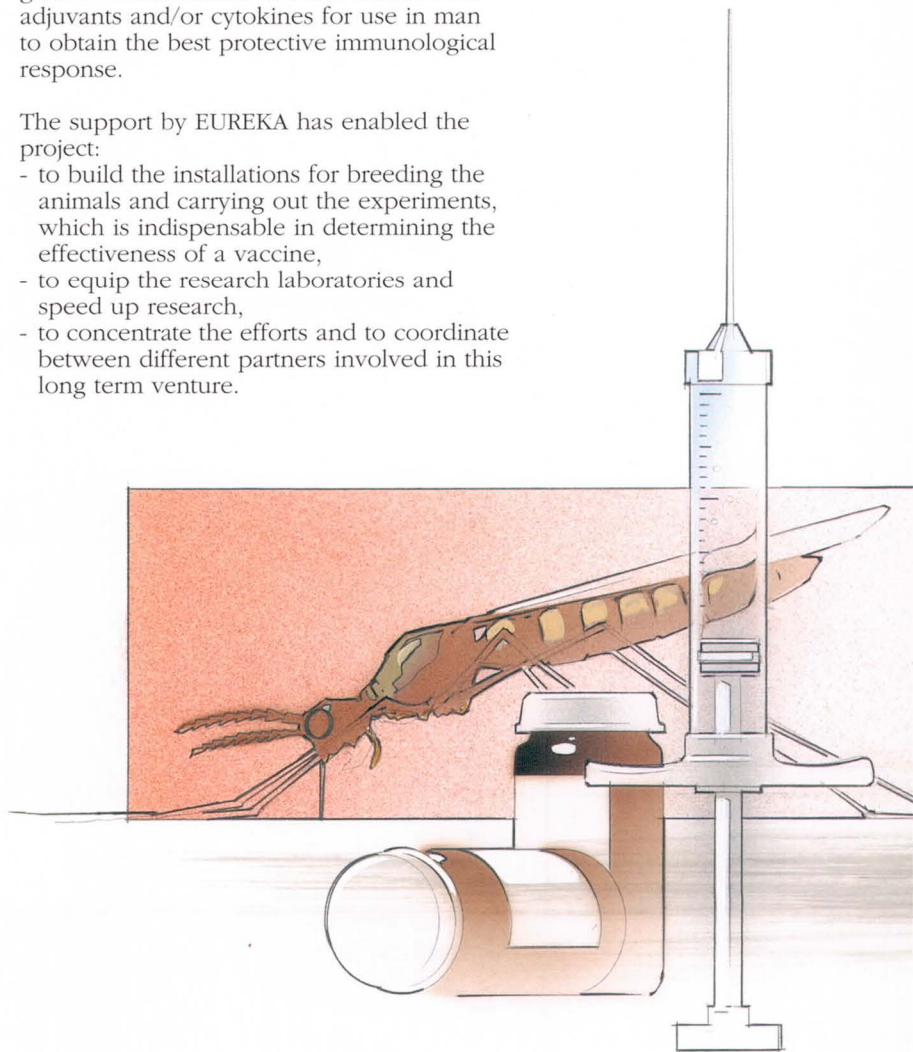 adjuvants and/or cytokines for use in man
to obtain the best protective immunological
response.
The support by EUREKA has enabled the
project:
- to build the installations for breeding the
animals and carrying out the experiments,
which is indispensable in determining the
effectiveness of a vaccine,
- to equip the research laboratories and
speed up research,
- to concentrate the efforts and to coordinate
between different partners involved in this
long term venture.